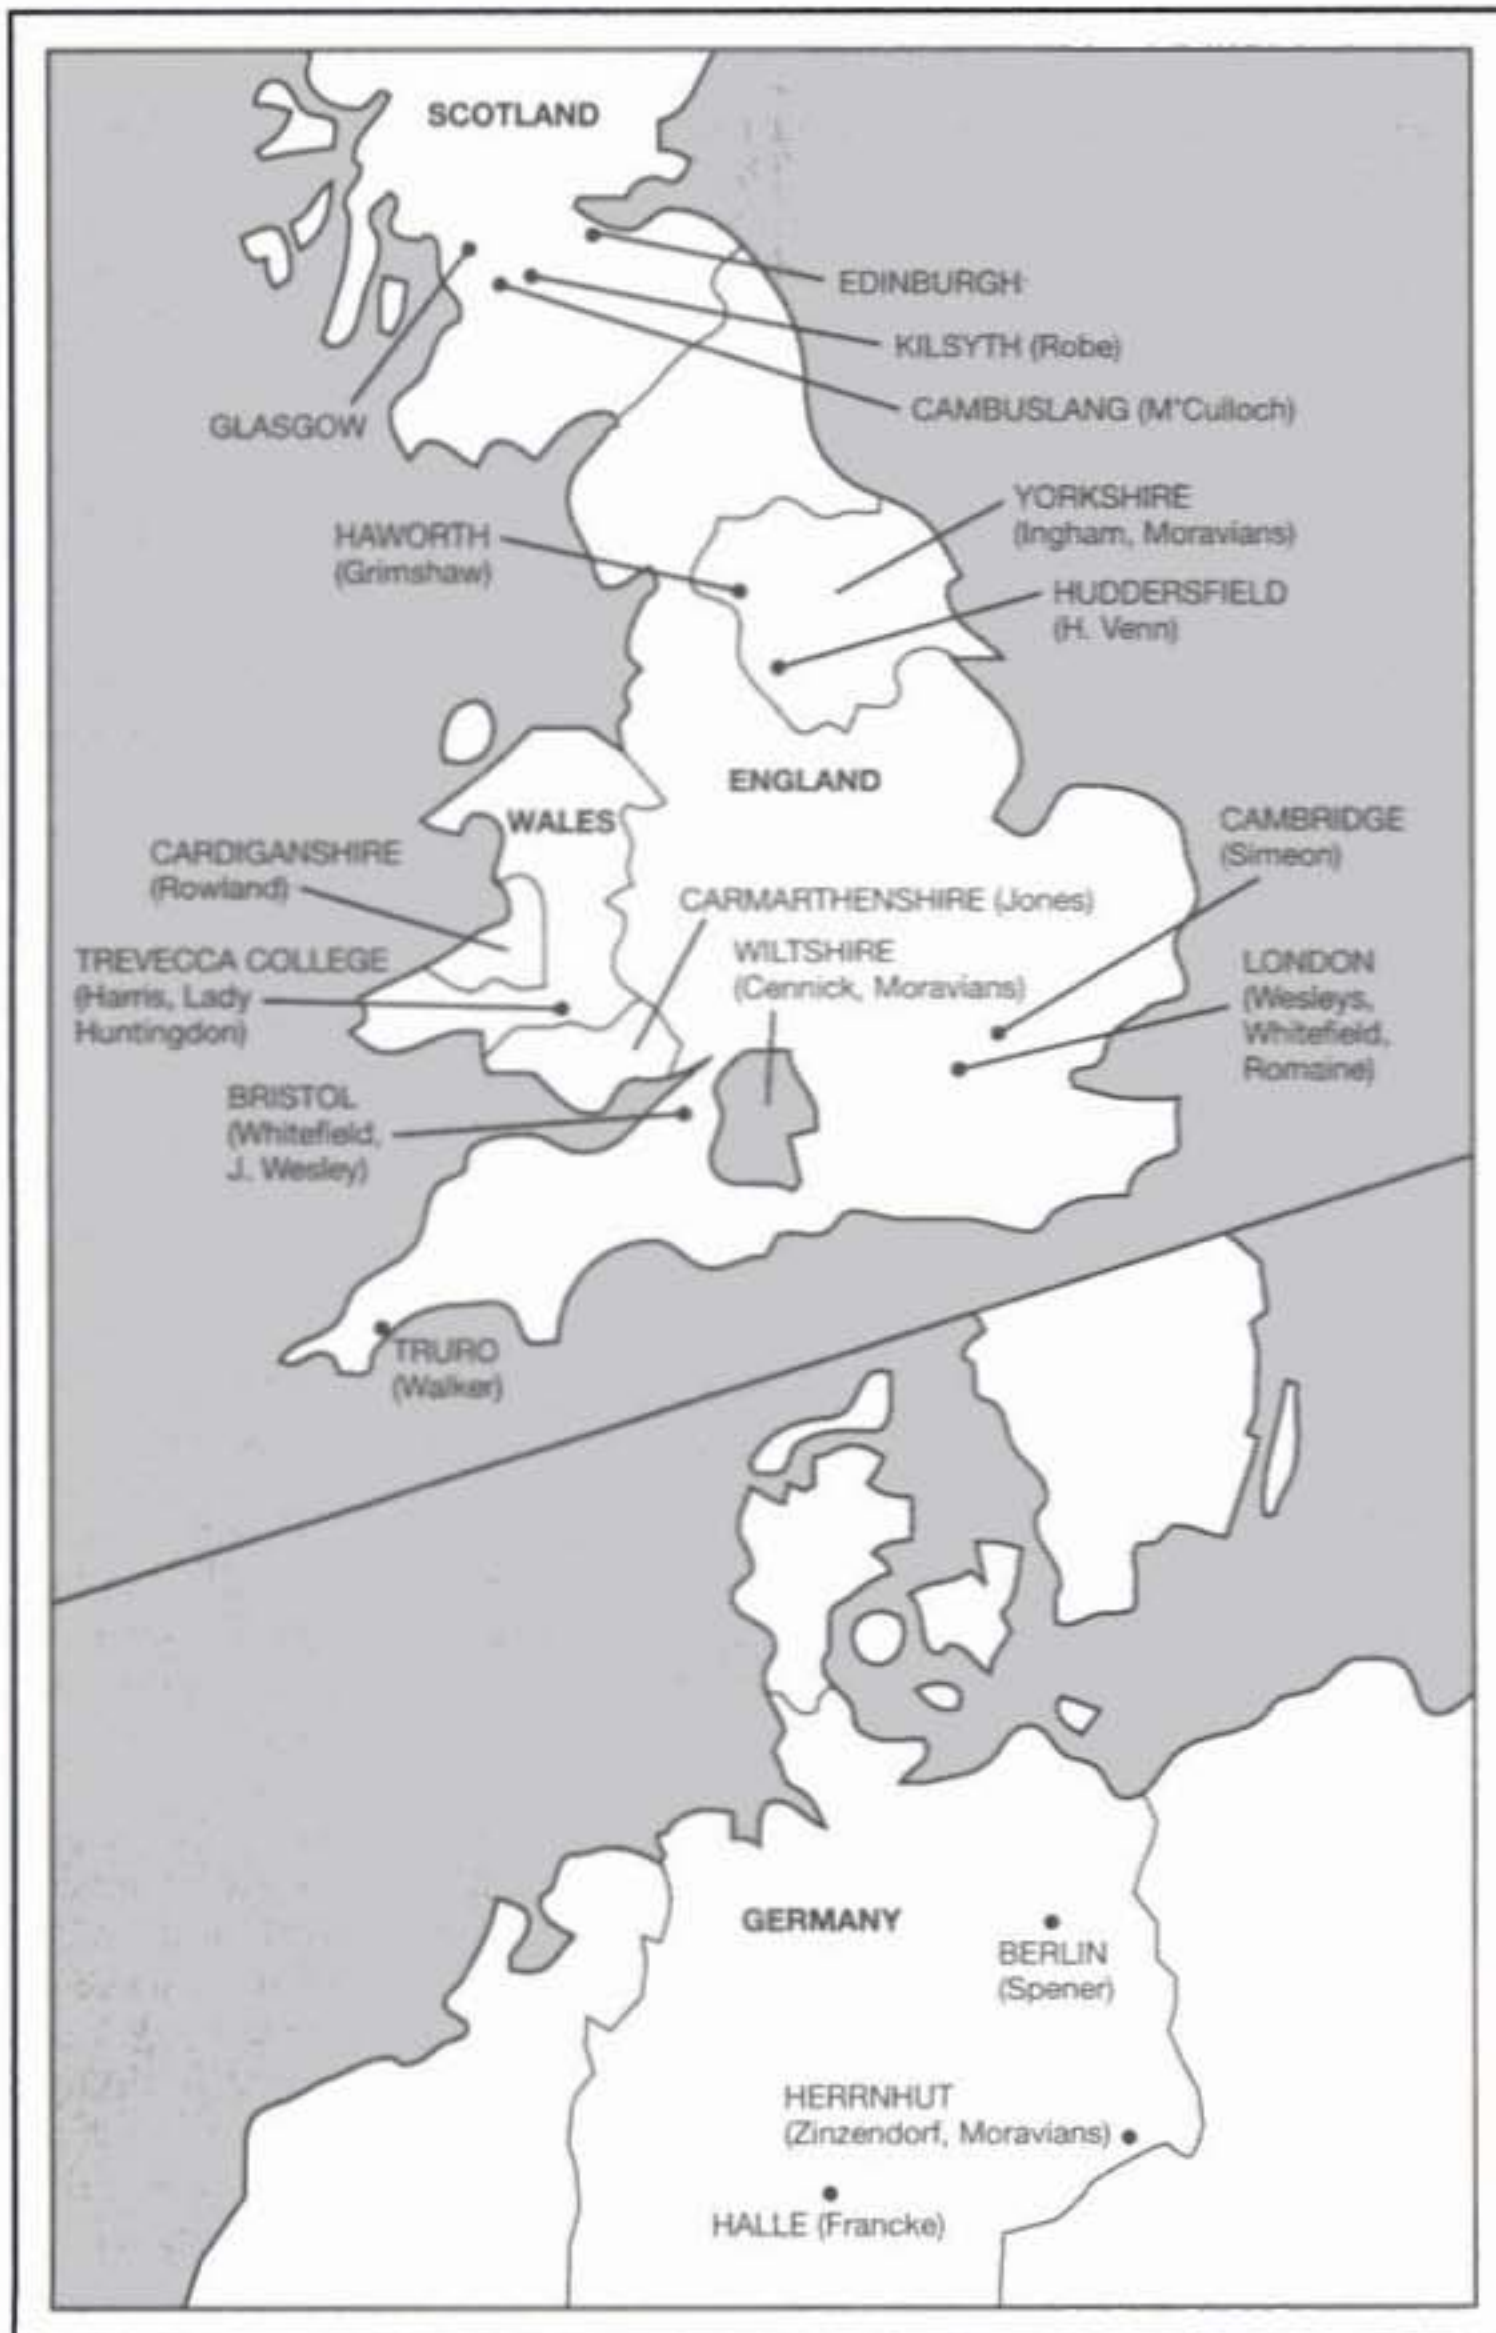 SCOTLAND
EDINBURGH
KILSYTH (Robe)
CAMBUSLANG (M'Culloch)
GLASGOW
YORKSHIRE
(Ingham, Moravians)
HAWORTH
(Grimshaw)
HUDDERSFIELD
(H. Venn)
ENGLAND
WALES
CAMBRIDGE
(Simeon)
CARDIGANSHIRE
(Rowland)
CARMARTHENSHIRE (Jones)
WILTSHIRE
(Cennick, Moravians)
TREVECCA COLLEGE
(Harris, Lady
Huntingdon)
LONDON
(Wesleys,
Whitefield,
Romaine)
BRISTOL
(Whitefield,
J. Wesley)
TRURO
(Walker)
GERMANY
BERLIN
(Spener)
HERRNHUT
(Zinzendorf, Moravians)
HALLE (Francke)